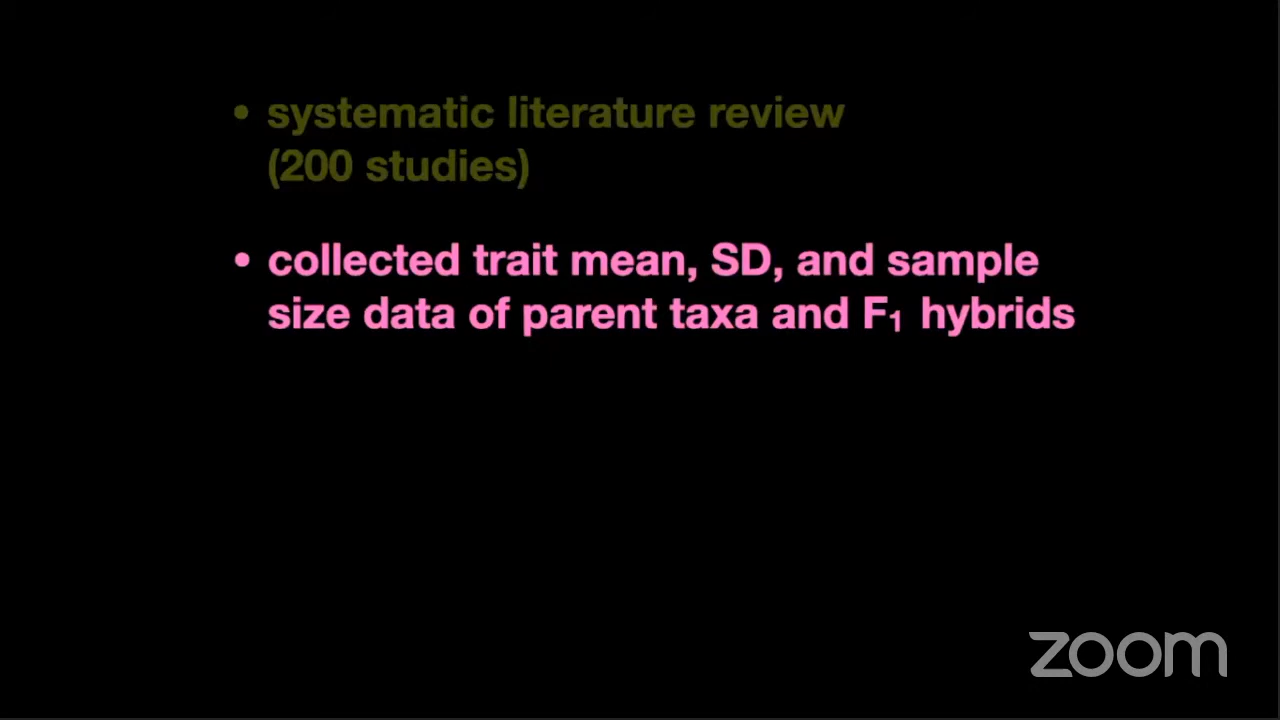 • systematic literature review
(200 studies)
• collected trait mean, SD, and sample
size data of parent taxa and F₁ hybrids
zoom